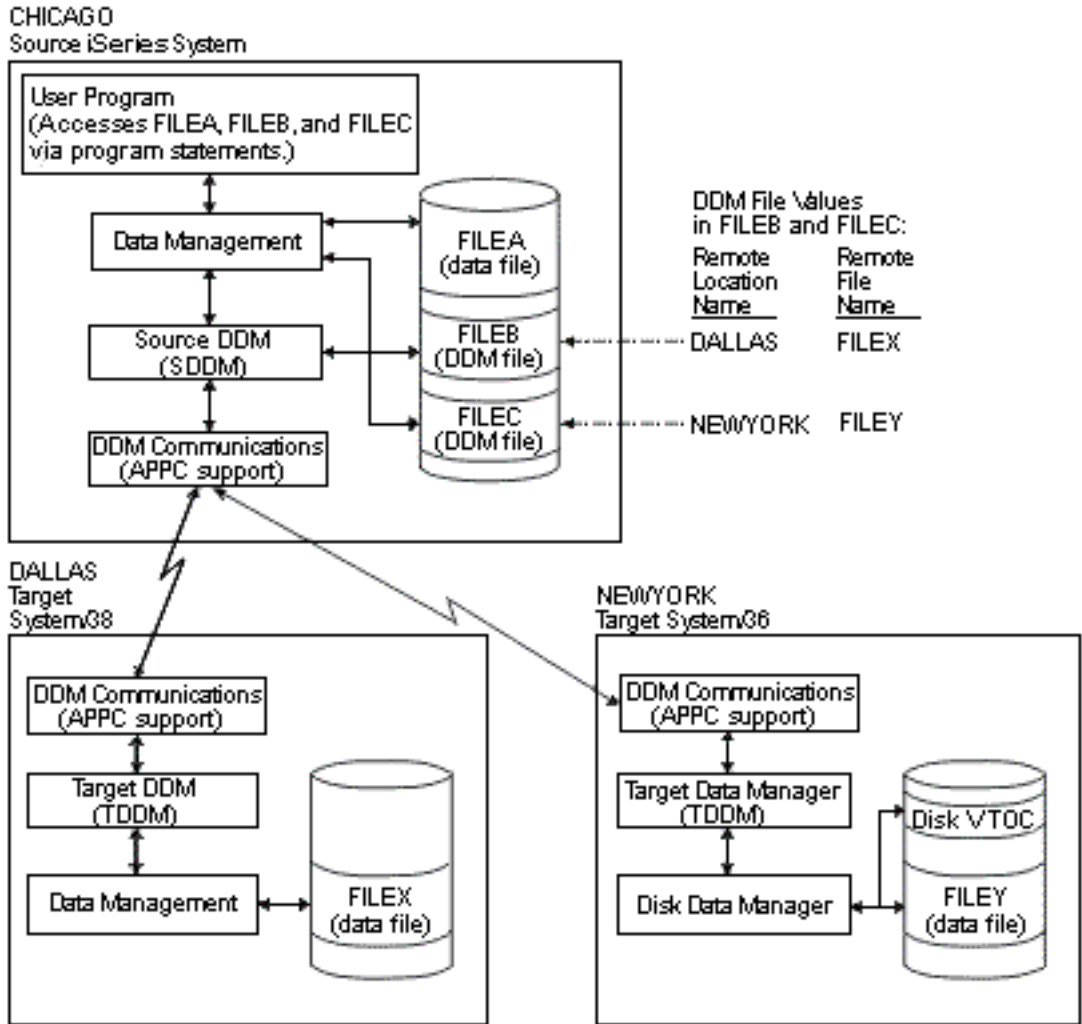 CHICAGO
Source iSeries System
User Program
(Accesses FILEA, FILEB, and FILEC
via program statements.)
Data Management
Source DDM
(SDDM)
DDM Communications
(APPC support)
FILEA
(data file)
FILEB
(DDM file)
FILEC
(DDM file)
DDM File Values
in FILEB and FILEC:
Remote Remote
Location File
Name Name
DALLAS FILEX
NEWYORK FILEY
DALLAS
Target
System/38
DDM Communications
(APPC support)
Target DDM
(TDDM)
Data Management
FILEX
(data file)
NEWYORK
Target System/36
DDM Communications
(APPC support)
Target Data Manager
(TDDM)
Disk Data Manager
Disk VTOC
FILEY
(data file)